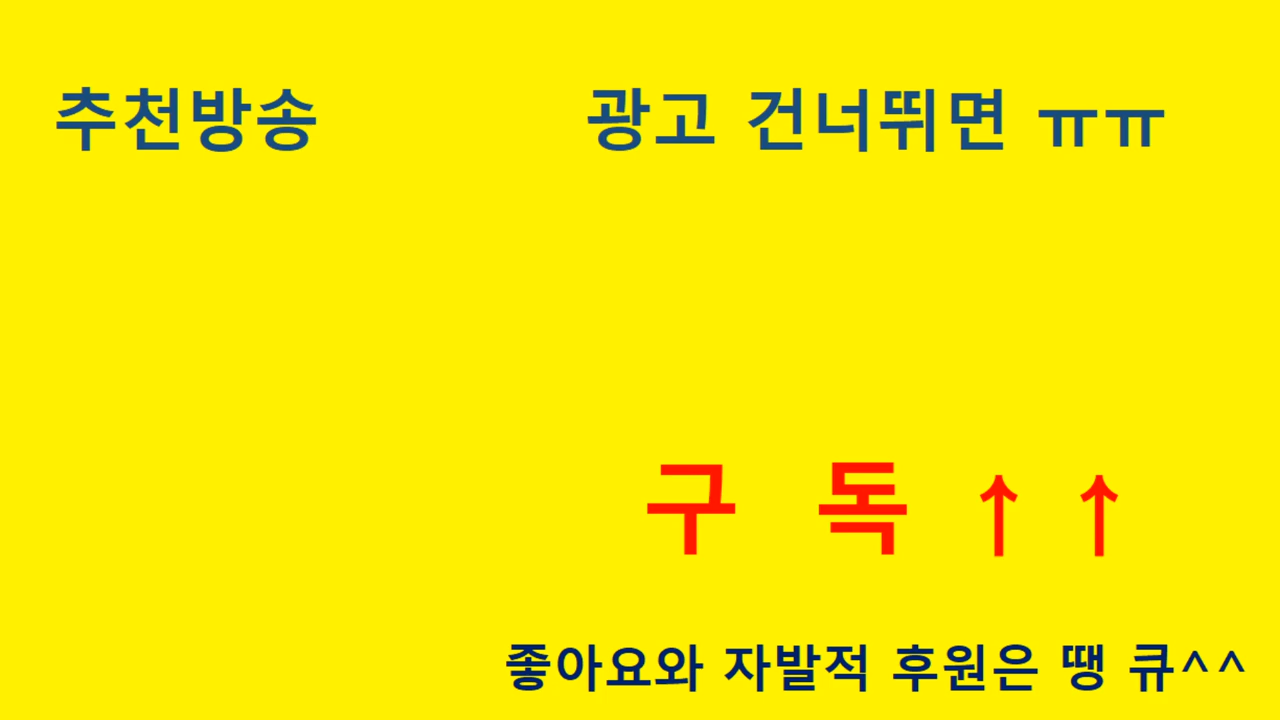 추천방송
광고 건너뛰면 ㅠㅠ
구 독 ↑ ↑
좋아요와 자발적 후원은 땡 큐^^